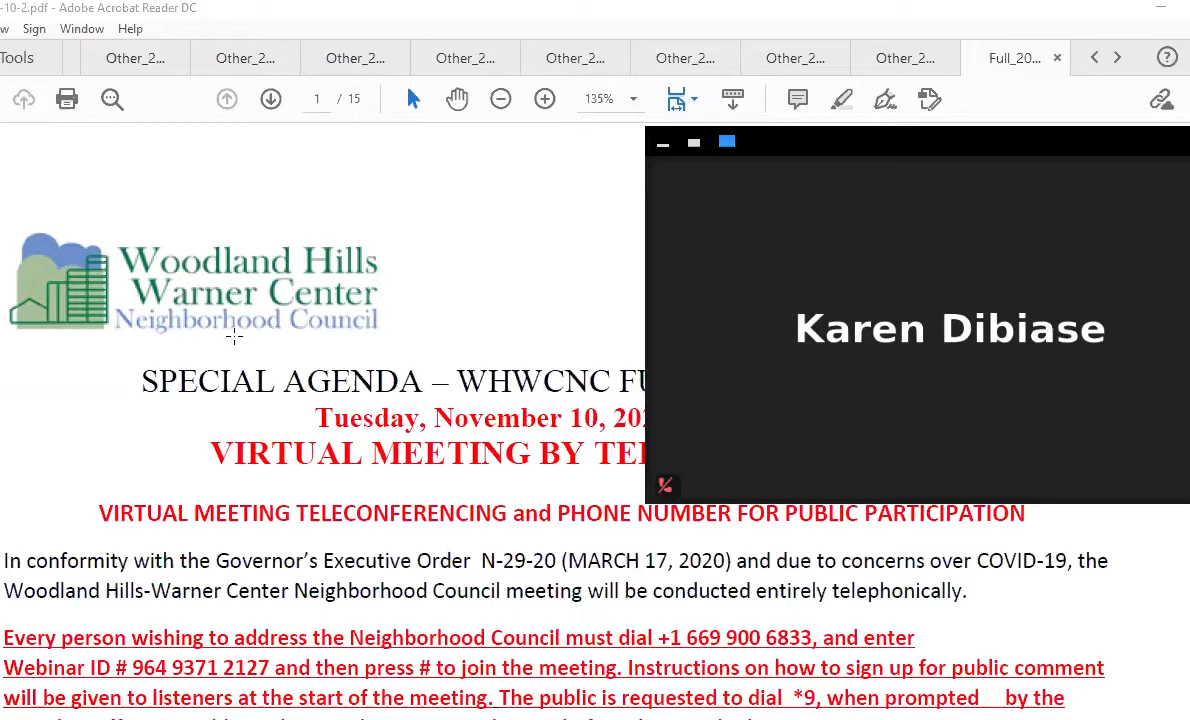 -10-2.pdf - Adobe Acrobat Reader DC
w Sign Window Help
Tools Other_2... Other_2... Other_2... Other_2... Other_2... Other_2... Other_2... Other_2... Full_20... ×
1 / 15 135%
Woodland Hills
Warner Center
Neighborhood Council
Karen Dibiase
SPECIAL AGENDA – WHWCNC
Tuesday, November 10,
VIRTUAL MEETING BY
VIRTUAL MEETING TELECONFERENCING and PHONE NUMBER FOR PUBLIC PARTICIPATION
In conformity with the Governor’s Executive Order N-29-20 (MARCH 17, 2020) and due to concerns over COVID-19, the
Woodland Hills-Warner Center Neighborhood Council meeting will be conducted entirely telephonically.
Every person wishing to address the Neighborhood Council must dial +1 669 900 6833, and enter
Webinar ID # 964 9371 2127 and then press # to join the meeting. Instructions on how to sign up for public comment
will be given to listeners at the start of the meeting. The public is requested to dial *9, when prompted by the